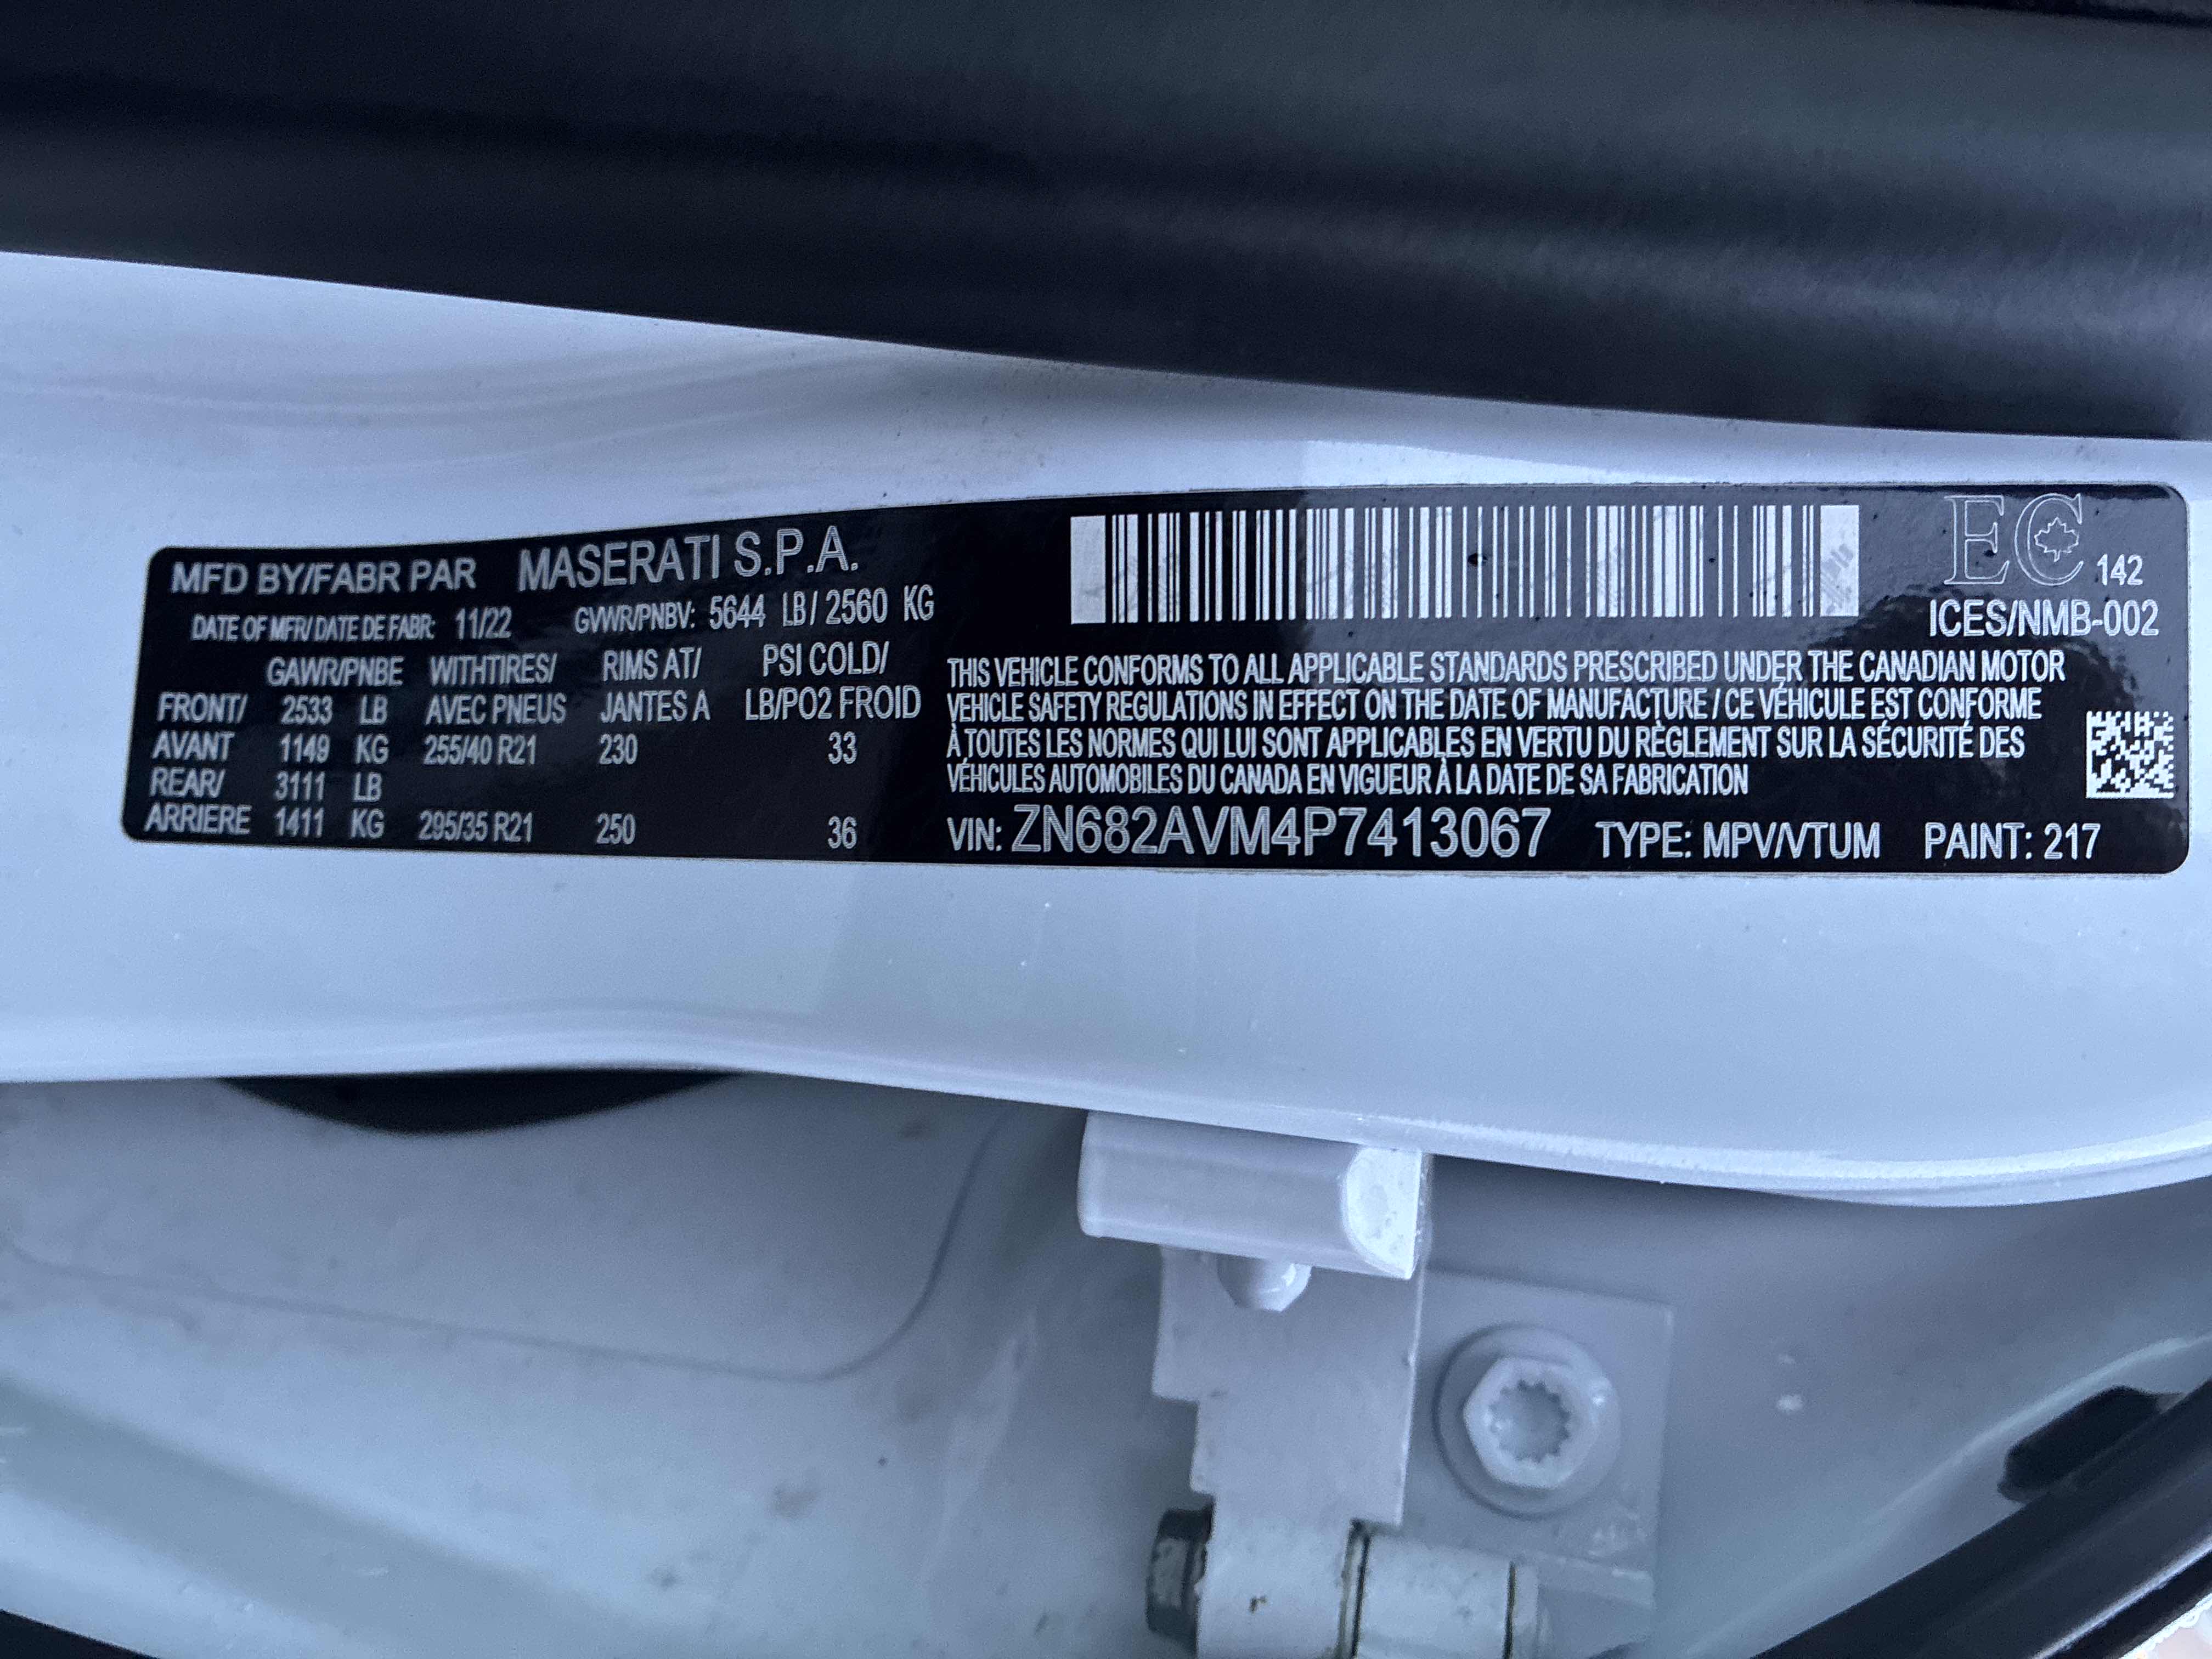 MFD BY/FABR PAR MASERATI S.P.A.
DATE OF MFR/DATE DE FABR: 11/22 GVWR/PNBV: 5644 LB/ 2560 KG
GAWR/PNBE WITHTIRES/ RIMS AT/ PSI COLD/
FRONT/ 2533 LB AVEC PNEUS JANTES A LB/PO2 FROID
AVANT 1149 KG 255/40 R21 230 33
REAR/ 3111 LB
ARRIERE 1411 KG 295/35 R21 250 36
EC 142
ICES/NMB-002
THIS VEHICLE CONFORMS TO ALL APPLICABLE STANDARDS PRESCRIBED UNDER THE CANADIAN MOTOR
VEHICLE SAFETY REGULATIONS IN EFFECT ON THE DATE OF MANUFACTURE / CE VÉHICULE EST CONFORME
À TOUTES LES NORMES QUI LUI SONT APPLICABLES EN VERTU DU RÈGLEMENT SUR LA SÉCURITÉ DES
VÉHICULES AUTOMOBILES DU CANADA EN VIGUEUR À LA DATE DE SA FABRICATION
VIN: ZN682AVM4P7413067 TYPE: MPV/VTUM PAINT: 217